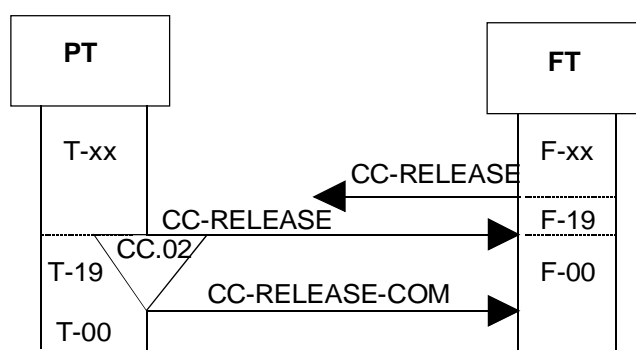 PT
FT
T-xx
F-xx
CC-RELEASE
CC-RELEASE
F-19
CC.02
T-19
F-00
CC-RELEASE-COM
T-00